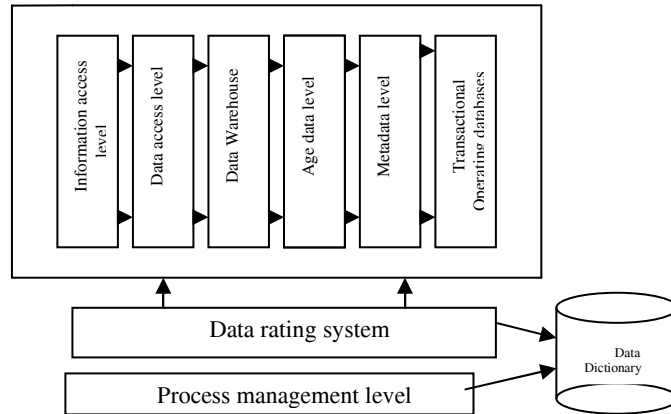 Information access
level
Data access level
Data Warehouse
Age data level
Metadata level
Transactional
Operating databases
Data rating system
Data
Dictionary
Process management level